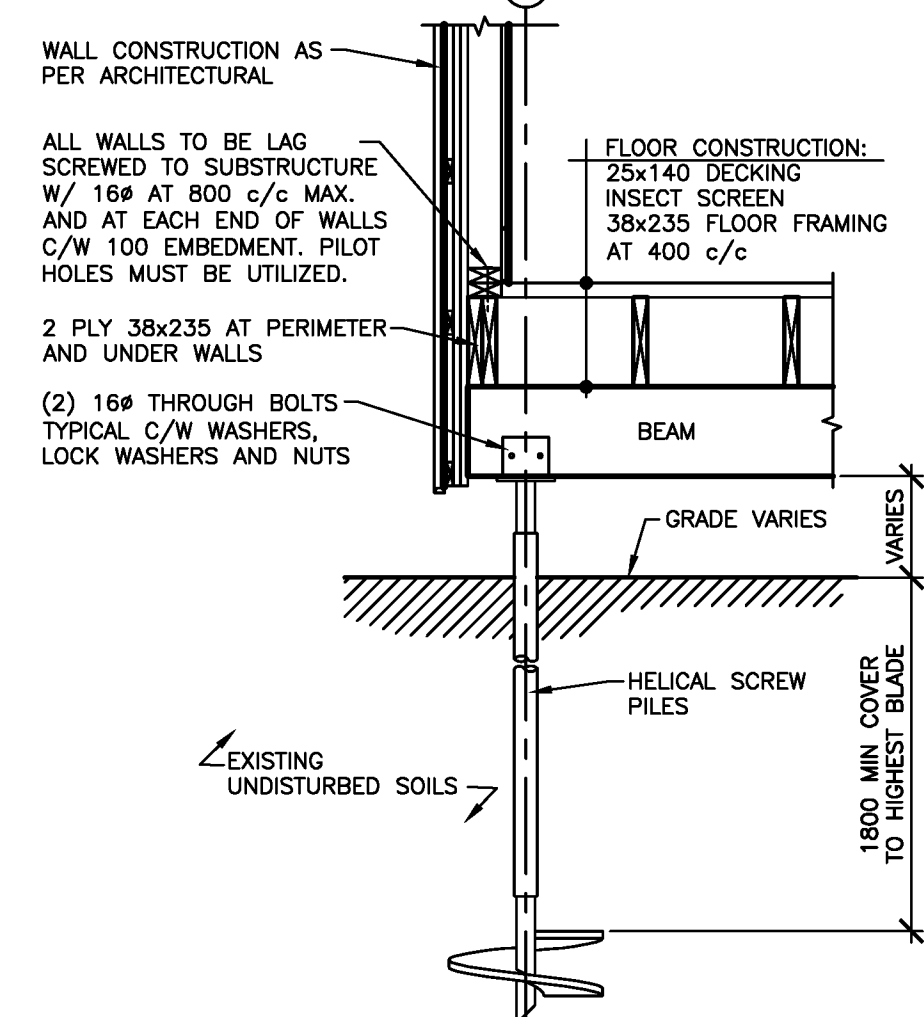 WALL CONSTRUCTION AS
PER ARCHITECTURAL
ALL WALLS TO BE LAG
SCREWED TO SUBSTRUCTURE
W/ 16ø AT 800 c/c MAX.
AND AT EACH END OF WALLS
C/W 100 EMBEDMENT. PILOT
HOLES MUST BE UTILIZED.
2 PLY 38x235 AT PERIMETER
AND UNDER WALLS
(2) 16ø THROUGH BOLTS
TYPICAL C/W WASHERS,
LOCK WASHERS AND NUTS
FLOOR CONSTRUCTION:
25x140 DECKING
INSECT SCREEN
38x235 FLOOR FRAMING
AT 400 c/c
BEAM
GRADE VARIES
VARIES
HELICAL SCREW
PILES
1800 MIN COVER
TO HIGHEST BLADE
EXISTING
UNDISTURBED SOILS